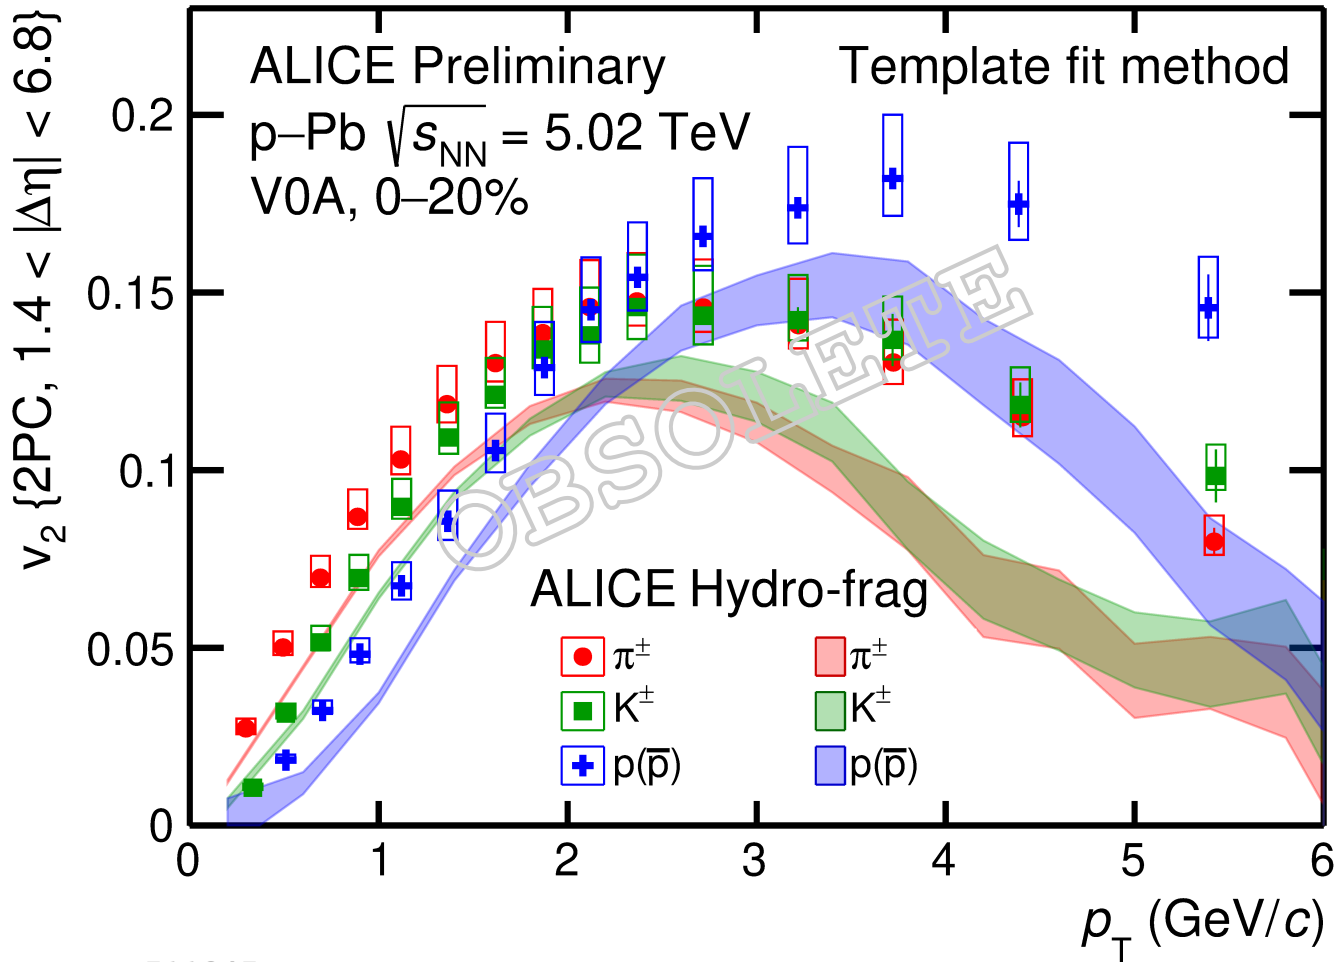 v₂ {2PC, 1.4 < |Δη| < 6.8}
ALICE Preliminary
Template fit method
p–Pb √sNN = 5.02 TeV
V0A, 0–20%
0.2
0.15
0.1
0.05
0
OBSOLETE
ALICE Hydro-frag
π± π±
K± K±
p(p̅) p(p̅)
0 1 2 3 4 5 6
pT (GeV/c)